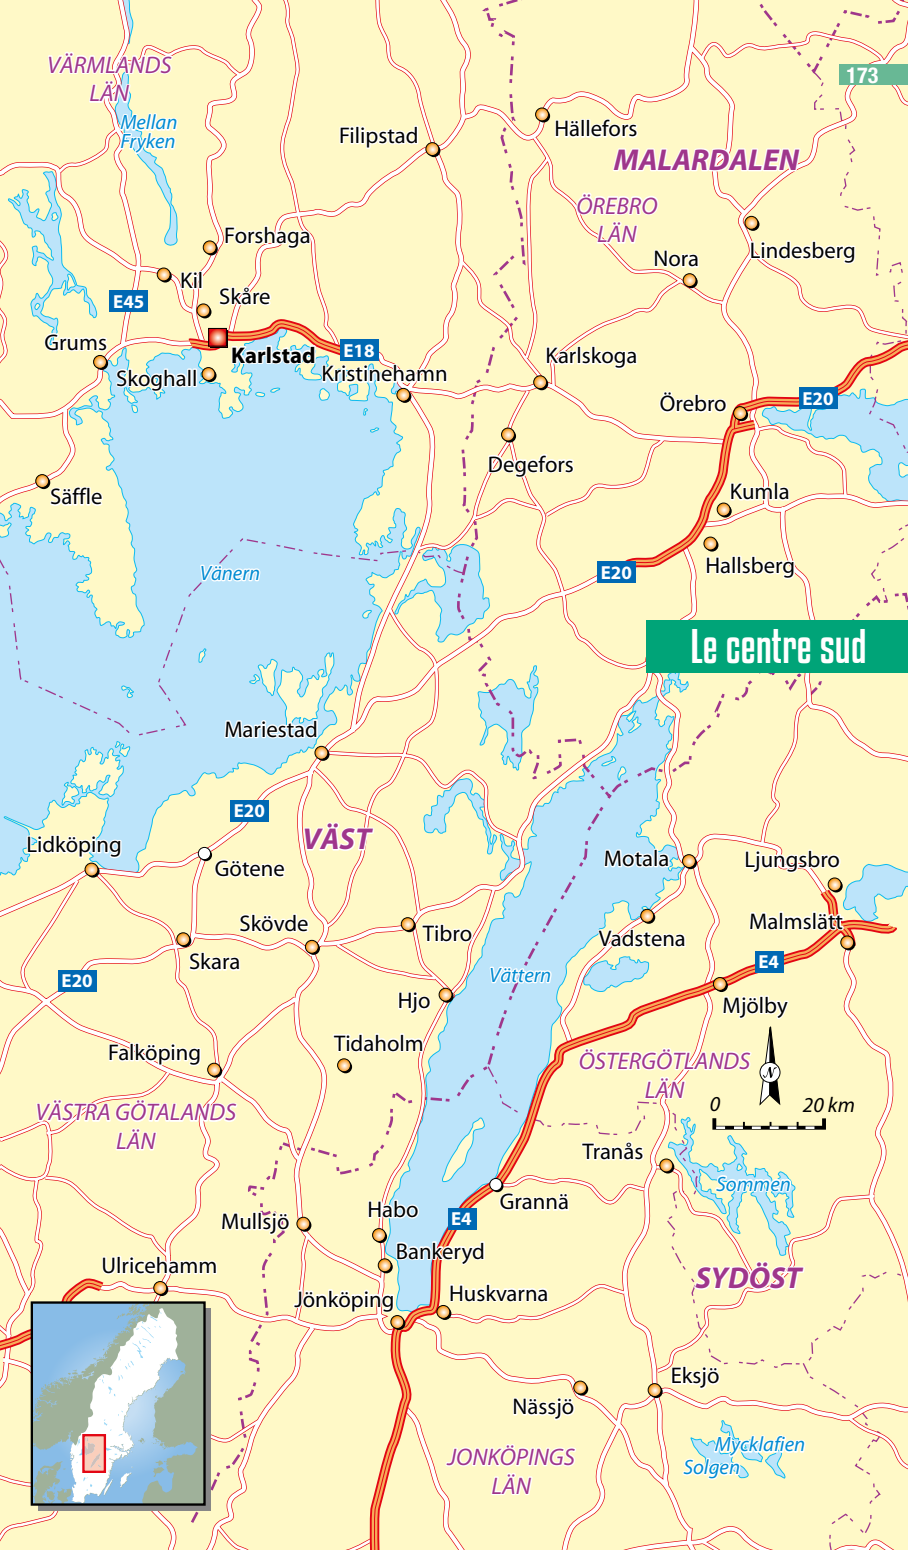 VÄRMLANDS
LÄN
173
Mellan
Fryken
Filipstad
Hällefors
MALARDALEN
ÖREBRO
LÄN
Forshaga
Lindesberg
Nora
Kil
E45
Skåre
Grums
Karlstad
E18
Karlskoga
Skoghall
Kristinehamn
Örebro
E20
Degefors
Säffle
Kumla
Hallsberg
E20
Vänern
Le centre sud
Mariestad
E20
VÄST
Lidköping
Götene
Motala
Ljungsbro
Skövde
Tibro
Vadstena
Malmslätt
Skara
E20
Vättern
E4
Hjo
Mjölby
Tidaholm
Falköping
ÖSTERGÖTLANDS
LÄN
N
VÄSTRA GÖTALANDS
LÄN
0 20 km
Tranås
Sommen
Grannä
Habo
E4
Mullsjö
Bankeryd
Ulricehamm
SYDÖST
Jönköping
Huskvarna
Eksjö
Nässjö
Mycklafien
Solgen
JONKÖPINGS
LÄN